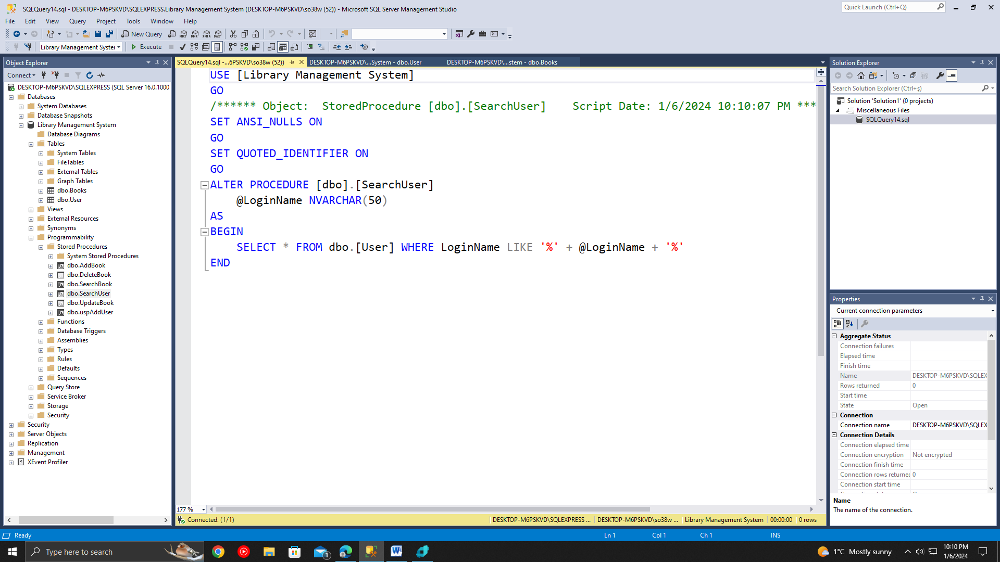 SQLQuery14.sql - DESKTOP-M6PSKVD\SQLEXPRESS.Library Management System (DESKTOP-M6PSKVD\so38w (52)) - Microsoft SQL Server Management Studio
Quick Launch (Ctrl+Q)
File Edit View Query Project Tools Window Help
New Query
MDX DMX XMLA DAX
Library Management System
Execute
Object Explorer
Connect
DESKTOP-M6PSKVD\SQLEXPRESS (SQL Server 16.0.1000
Databases
System Databases
Database Snapshots
Library Management System
Database Diagrams
Tables
System Tables
FileTables
External Tables
Graph Tables
dbo.Books
dbo.User
Views
External Resources
Synonyms
Programmability
Stored Procedures
System Stored Procedures
dbo.AddBook
dbo.DeleteBook
dbo.SearchBook
dbo.SearchUser
dbo.UpdateBook
dbo.uspAddUser
Functions
Database Triggers
Assemblies
Types
Rules
Defaults
Sequences
Query Store
Service Broker
Storage
Security
Security
Server Objects
Replication
Management
XEvent Profiler
SQLQuery14.sql -...6PSKVD\so38w (52)) DESKTOP-M6PSKVD\...System - dbo.User DESKTOP-M6PSKVD\...stem - dbo.Books
USE [Library Management System]
GO
/****** Object:  StoredProcedure [dbo].[SearchUser]    Script Date: 1/6/2024 10:10:07 PM ***
SET ANSI_NULLS ON
GO
SET QUOTED_IDENTIFIER ON
GO
ALTER PROCEDURE [dbo].[SearchUser]
@LoginName NVARCHAR(50)
AS
BEGIN
SELECT * FROM dbo.[User] WHERE LoginName LIKE '%' + @LoginName + '%'
END
177 %
Connected. (1/1)
DESKTOP-M6PSKVD\SQLEXPRESS ... DESKTOP-M6PSKVD\so38w ... Library Management System 00:00:00 0 rows
Solution Explorer
Search Solution Explorer (Ctrl+ş)
Solution 'Solution1' (0 projects)
Miscellaneous Files
SQLQuery14.sql
Properties
Current connection parameters
Aggregate Status
Connection failures
Elapsed time
Finish time
Name DESKTOP-M6PSKVD\SQLEX
Rows returned 0
Start time
State Open
Connection
Connection name DESKTOP-M6PSKVD\SQLEX
Connection Details
Connection elapsed time
Connection encryption Not encrypted
Connection finish time
Connection rows returned 0
Connection start time
Name
The name of the connection.
Ready
Ln 1 Col 1 Ch 1 INS
Type here to search
1
1°C Mostly sunny
10:10 PM
1/6/2024